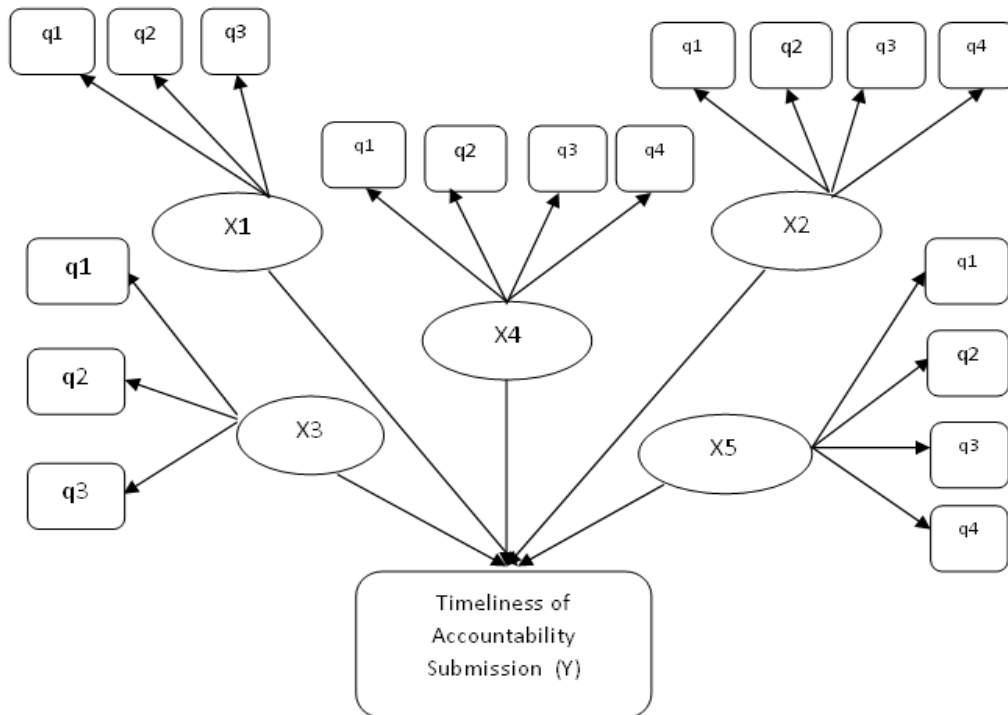 q1 q2 q3
q1 q2 q3 q4
q1 q2 q3 q4
X1
X2
q1
q2
q3
X3
X4
X5
q1
q2
q3
q4
Timeliness of
Accountability
Submission (Y)